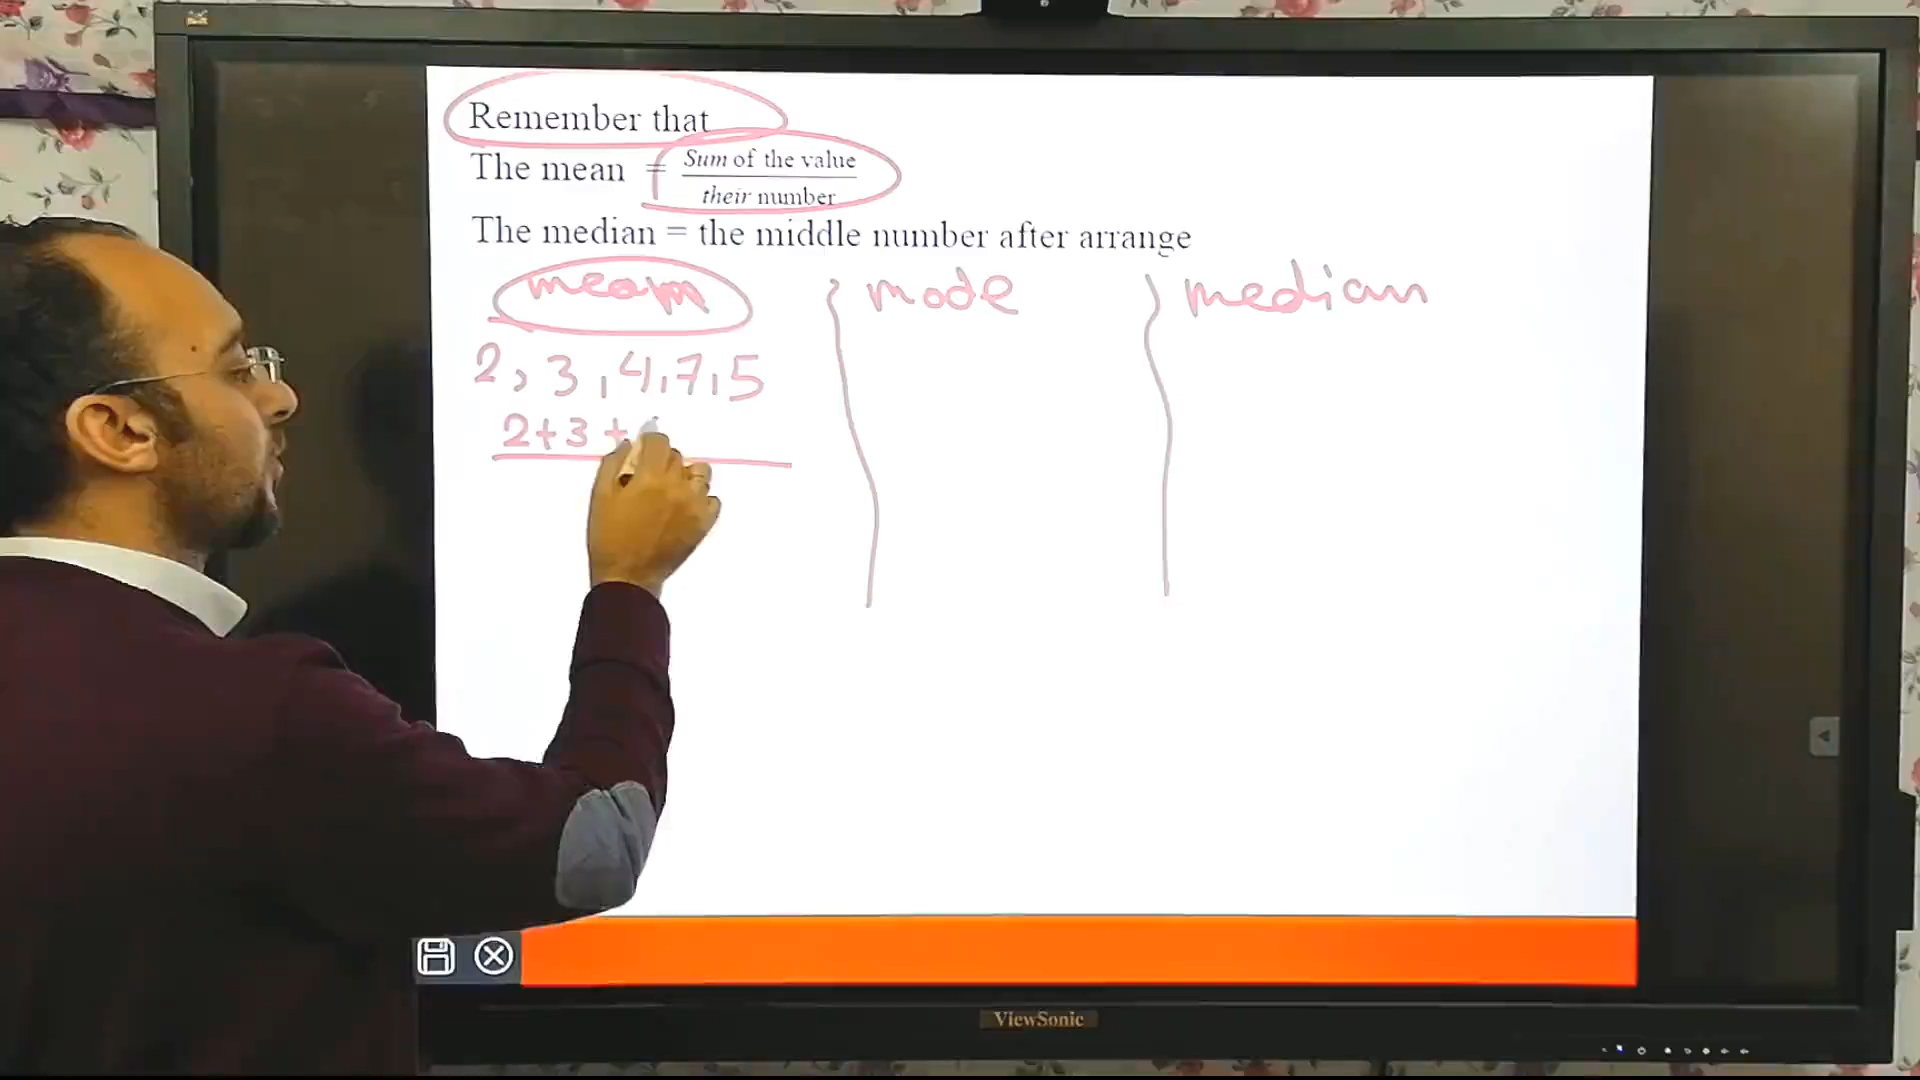 Remember that
The mean = Sum of the value
their number
The median = the middle number after arrange
mean mode median
2, 3, 4, 7, 5
2+3+
ViewSonic